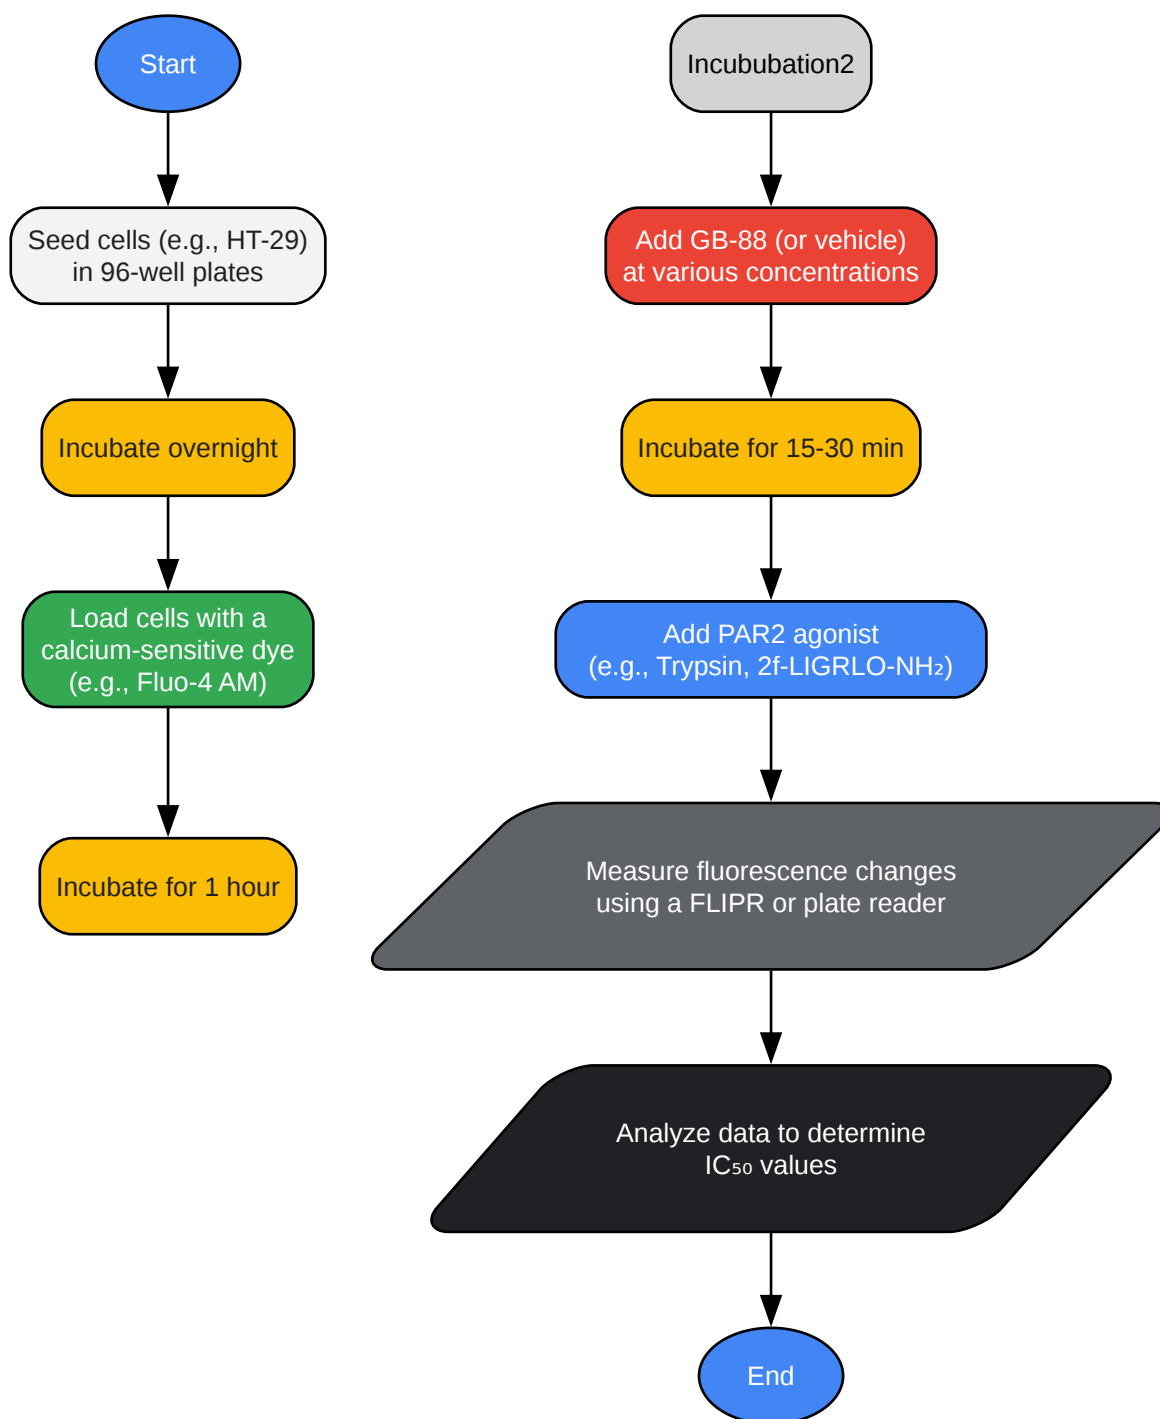 Start
Seed cells (e.g., HT-29)
in 96-well plates
Incubate overnight
Load cells with a
calcium-sensitive dye
(e.g., Fluo-4 AM)
Incubate for 1 hour
Incububation2
Add GB-88 (or vehicle)
at various concentrations
Incubate for 15-30 min
Add PAR2 agonist
(e.g., Trypsin, 2f-LIGRLO-NH₂)
Measure fluorescence changes
using a FLIPR or plate reader
Analyze data to determine
IC₅₀ values
End